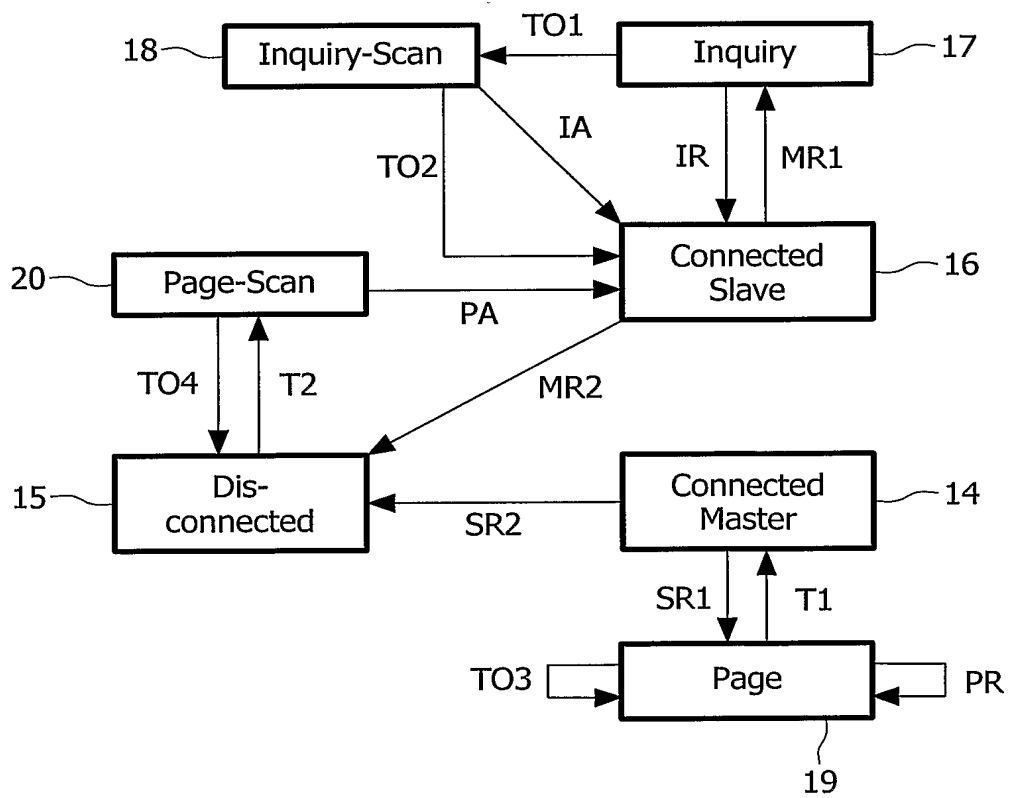 18
Inquiry-Scan
TO1
Inquiry
17
IA
TO2
IR
MR1
20
Page-Scan
PA
Connected
Slave
16
TO4
T2
MR2
15
Dis-
connected
SR2
Connected
Master
14
SR1
T1
TO3
Page
PR
19